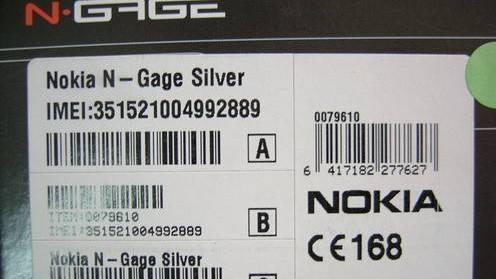 N·GAGE
Nokia N-Gage Silver
IMEI:351521004992889
A
ITEM:0079610
IMEI:351521004992889
B
Nokia N-Gage Silver
0079610
6 417182 277627
NOKIA
CE168